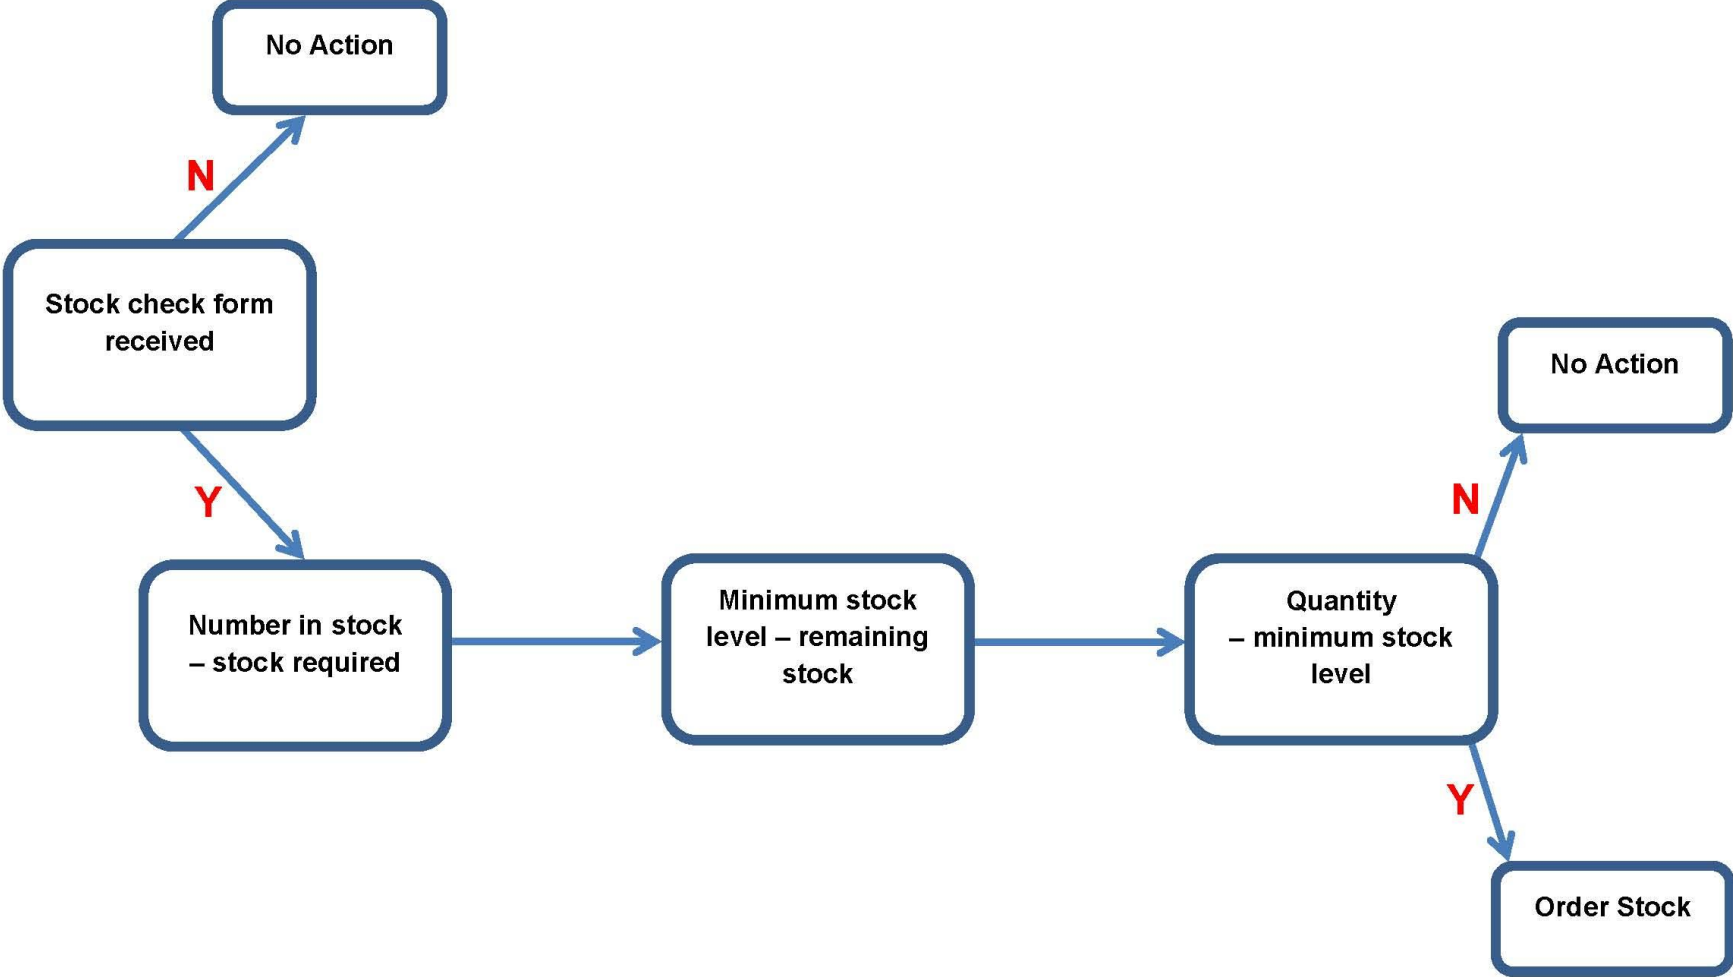 No Action
N
Stock check form
received
Y
Number in stock
– stock required
Minimum stock
level – remaining
stock
Quantity
– minimum stock
level
N
No Action
Y
Order Stock